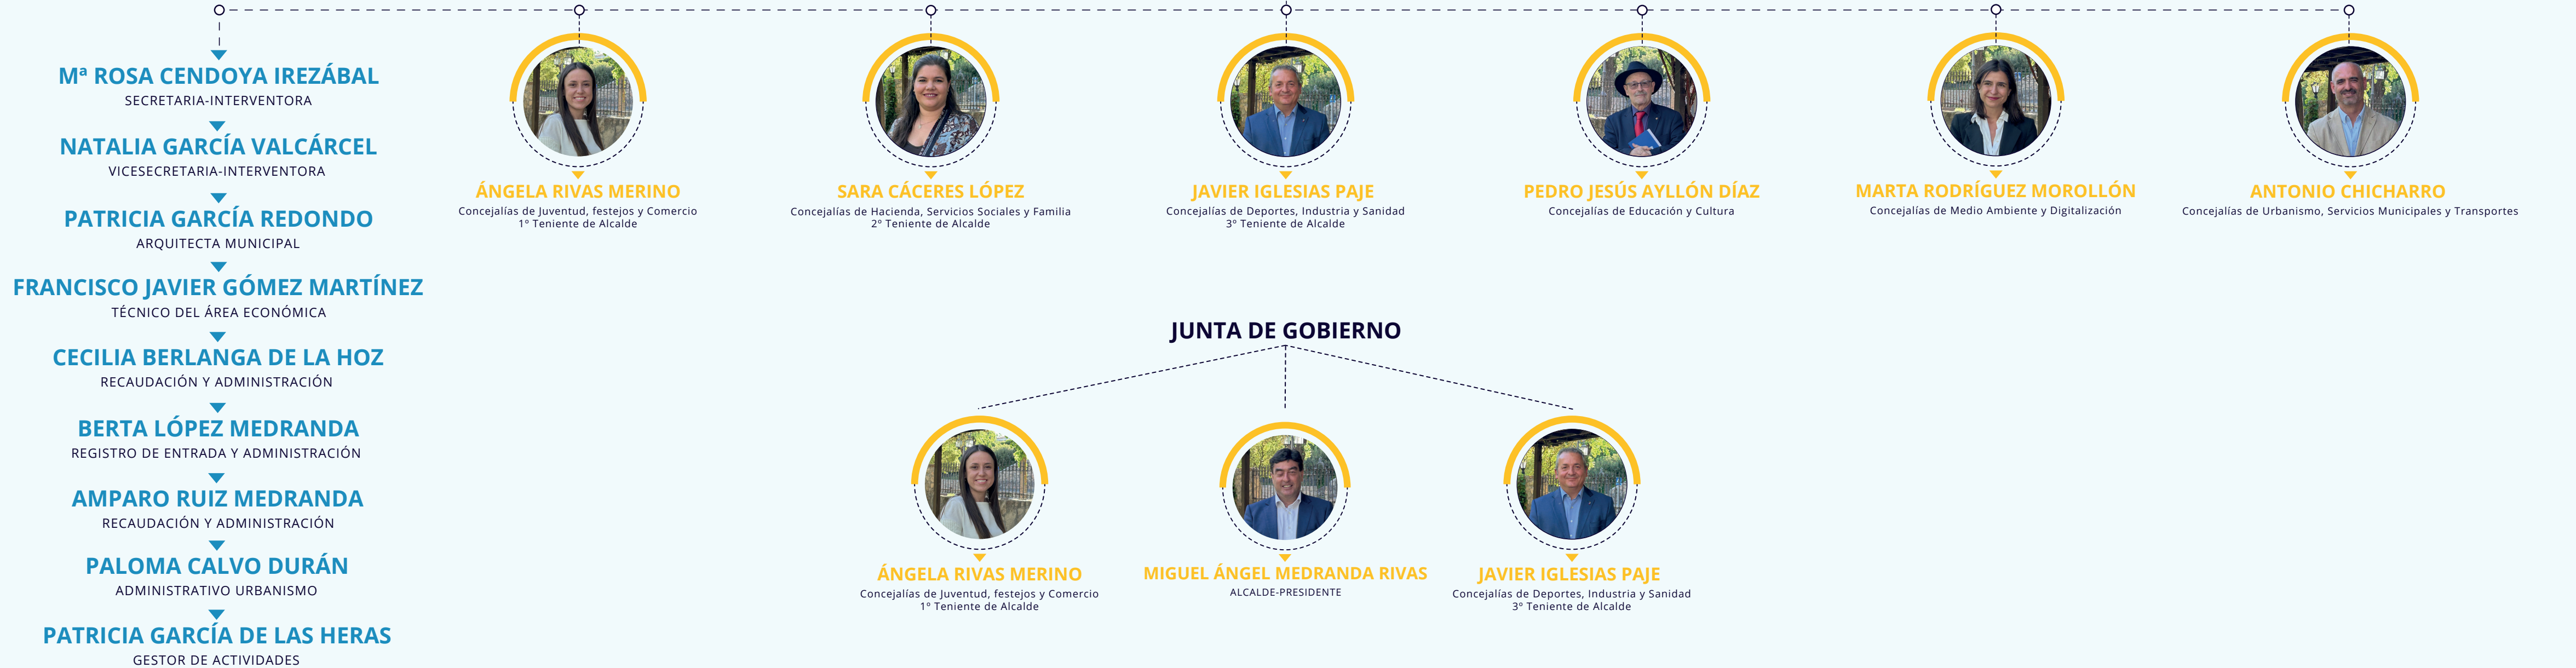 Mª ROSA CENDOYA IREZÁBAL
SECRETARIA-INTERVENTORA
NATALIA GARCÍA VALCÁRCEL
VICESECRETARIA-INTERVENTORA
PATRICIA GARCÍA REDONDO
ARQUITECTA MUNICIPAL
FRANCISCO JAVIER GÓMEZ MARTÍNEZ
TÉCNICO DEL ÁREA ECONÓMICA
CECILIA BERLANGA DE LA HOZ
RECAUDACIÓN Y ADMINISTRACIÓN
BERTA LÓPEZ MEDRANDA
REGISTRO DE ENTRADA Y ADMINISTRACIÓN
AMPARO RUIZ MEDRANDA
RECAUDACIÓN Y ADMINISTRACIÓN
PALOMA CALVO DURÁN
ADMINISTRATIVO URBANISMO
PATRICIA GARCÍA DE LAS HERAS
GESTOR DE ACTIVIDADES
ÁNGELA RIVAS MERINO
Concejalías de Juventud, festejos y Comercio
1º Teniente de Alcalde
SARA CÁCERES LÓPEZ
Concejalías de Hacienda, Servicios Sociales y Familia
2º Teniente de Alcalde
JAVIER IGLESIAS PAJE
Concejalías de Deportes, Industria y Sanidad
3º Teniente de Alcalde
PEDRO JESÚS AYLLÓN DÍAZ
Concejalías de Educación y Cultura
MARTA RODRÍGUEZ MOROLLÓN
Concejalías de Medio Ambiente y Digitalización
ANTONIO CHICHARRO
Concejalías de Urbanismo, Servicios Municipales y Transportes
JUNTA DE GOBIERNO
ÁNGELA RIVAS MERINO
Concejalías de Juventud, festejos y Comercio
1º Teniente de Alcalde
MIGUEL ÁNGEL MEDRANDA RIVAS
ALCALDE-PRESIDENTE
JAVIER IGLESIAS PAJE
Concejalías de Deportes, Industria y Sanidad
3º Teniente de Alcalde